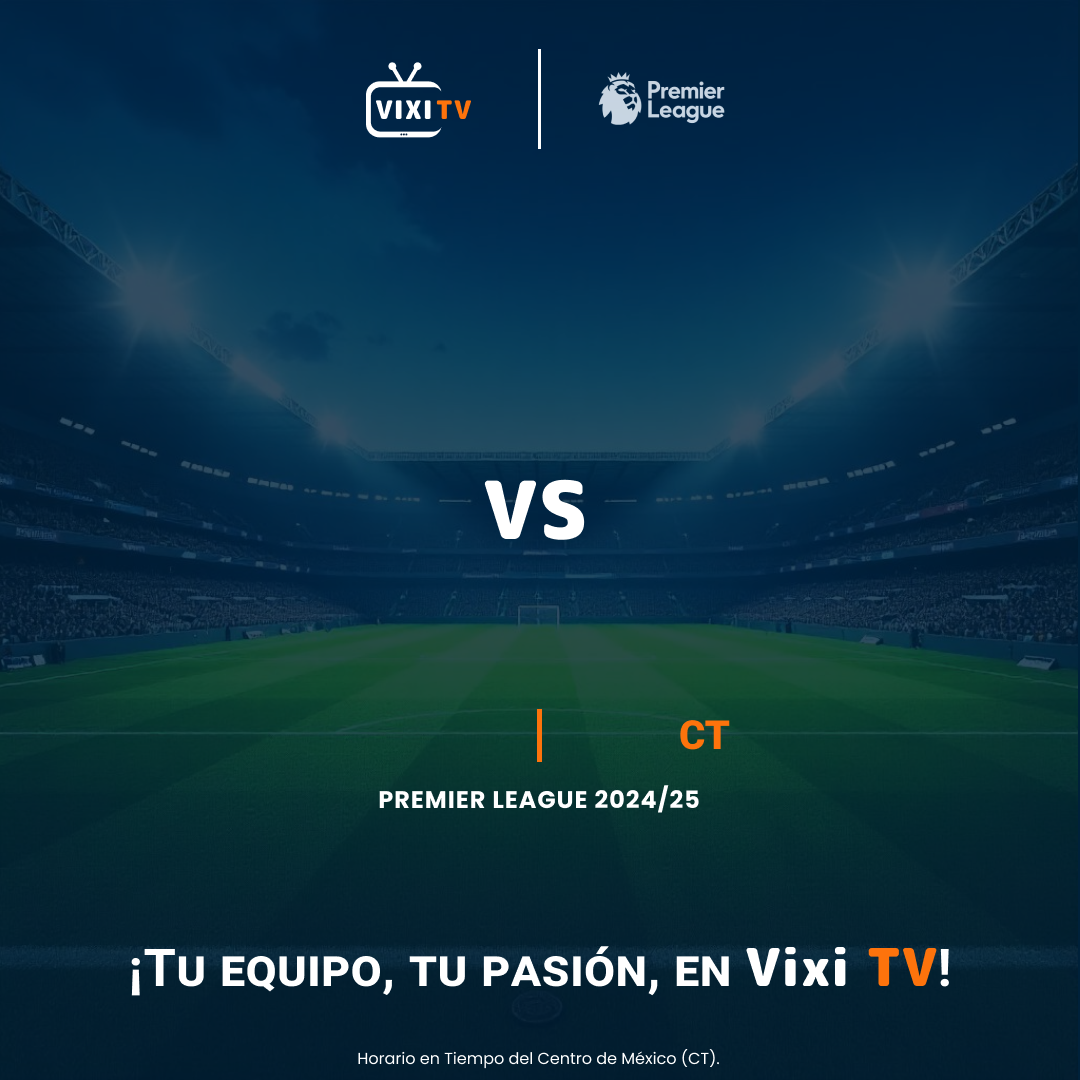 VIXI TV
Premier
League
VS
CT
PREMIER LEAGUE 2024/25
¡TU EQUIPO, TU PASIÓN, EN Vixi TV!
Horario en Tiempo del Centro de México (CT).